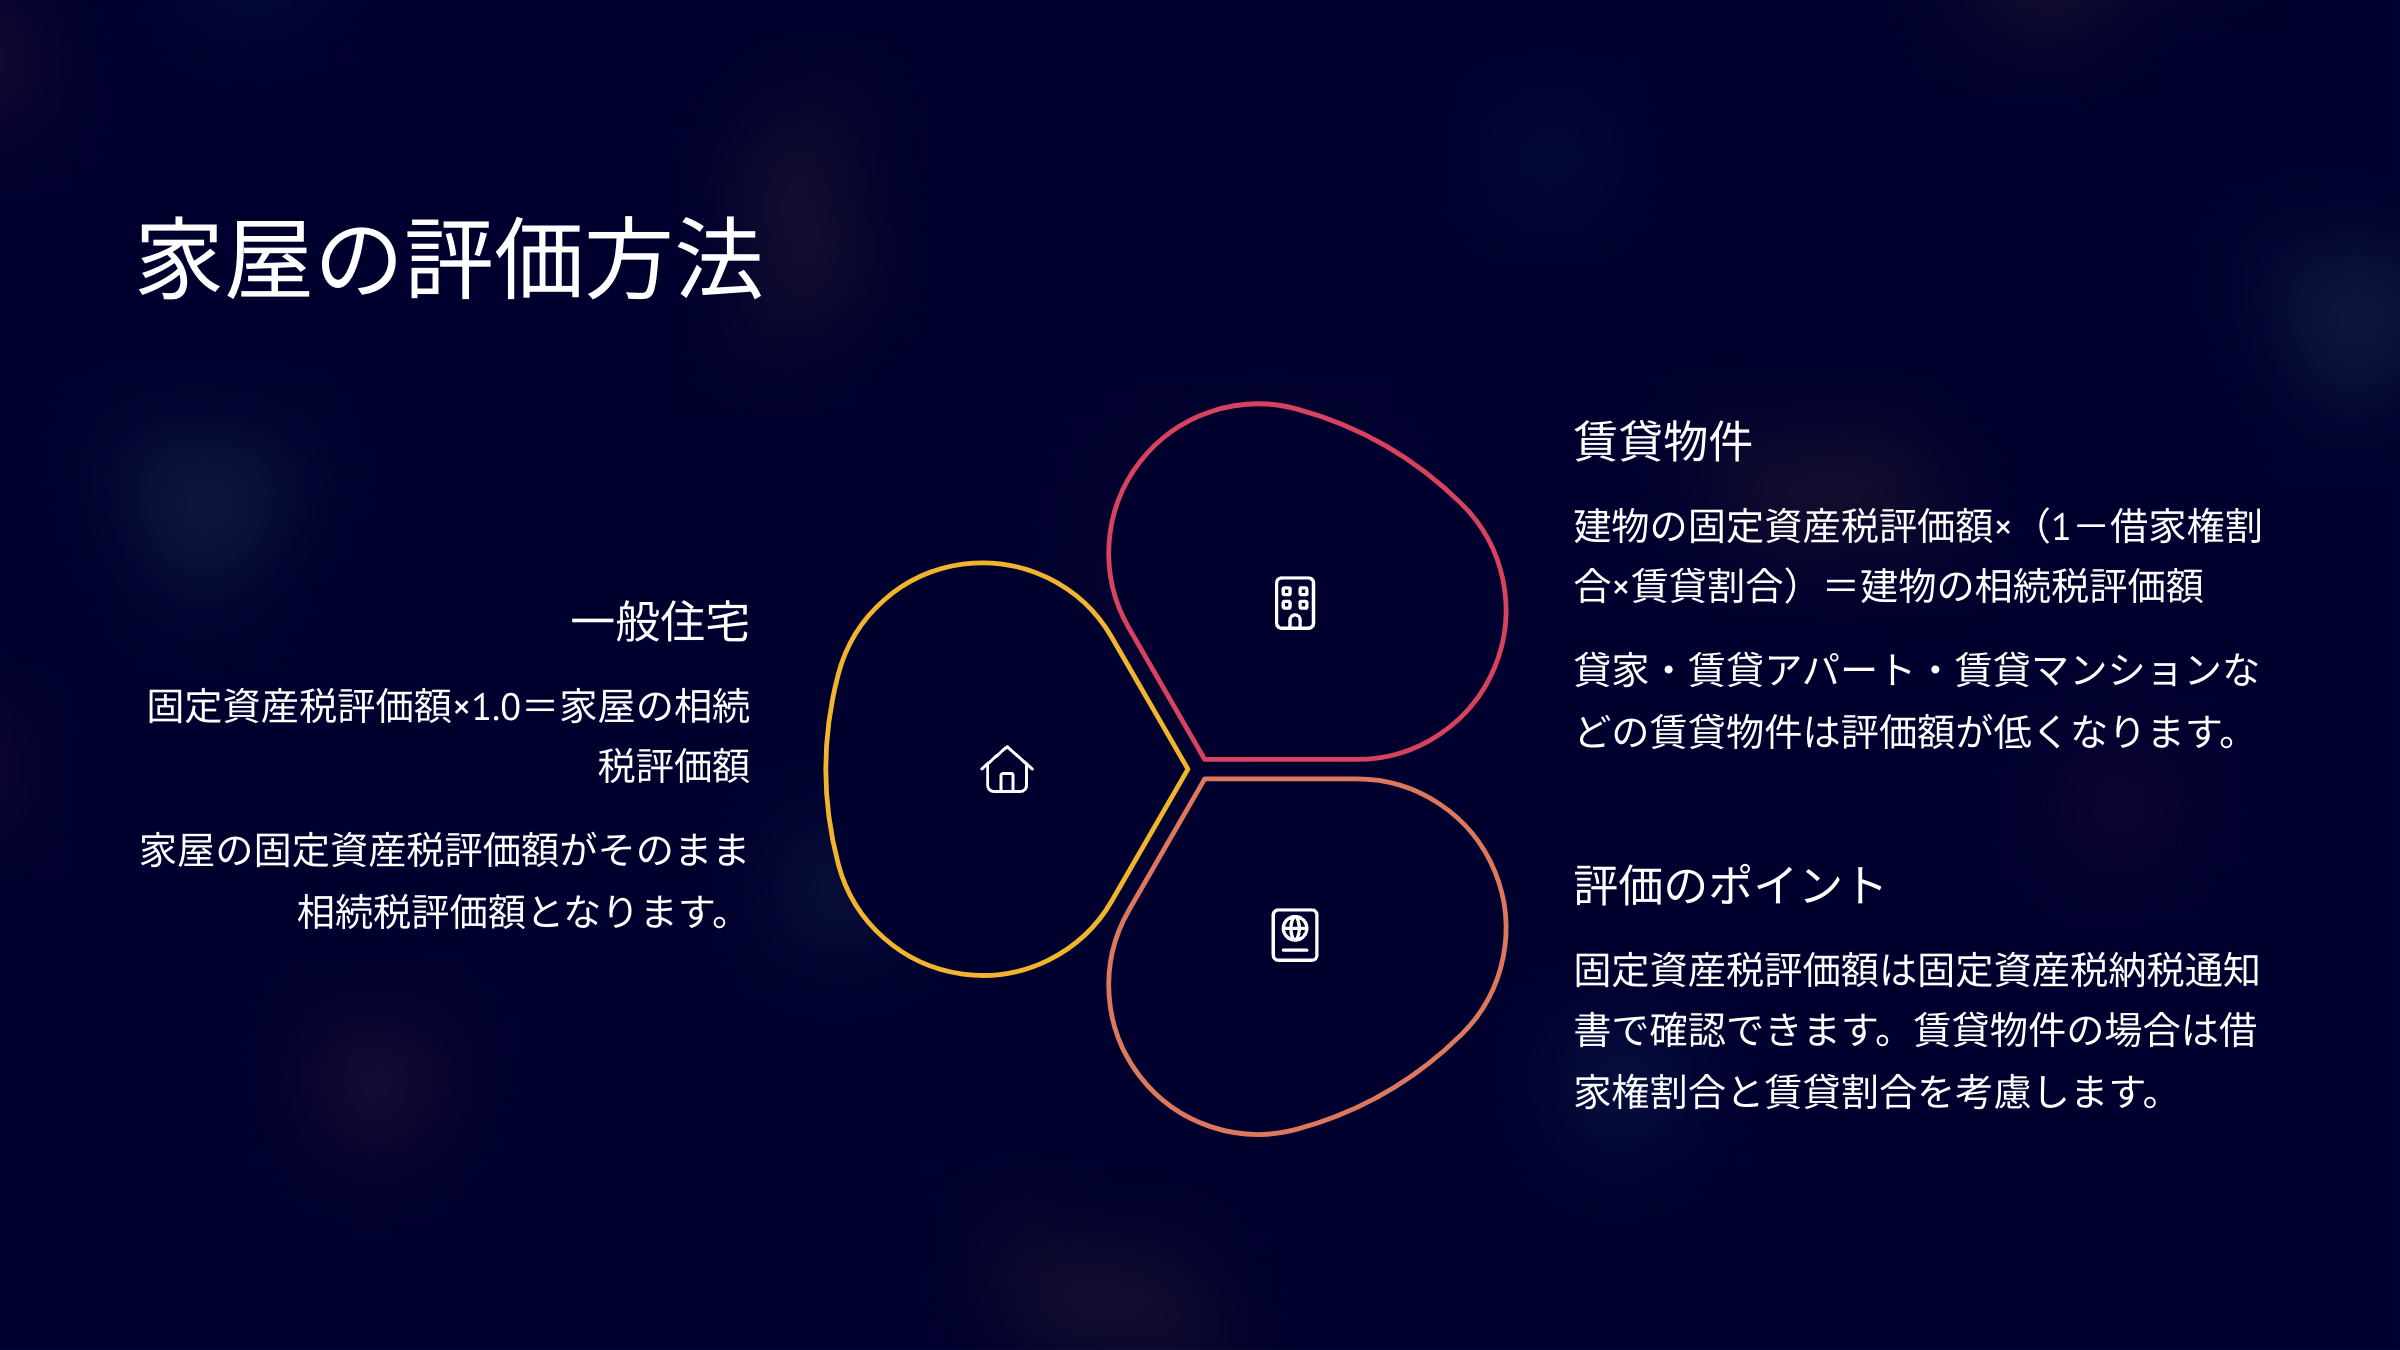 家屋の評価方法
一般住宅
固定資産税評価額×1.0＝家屋の相続
税評価額
家屋の固定資産税評価額がそのまま
相続税評価額となります。
賃貸物件
建物の固定資産税評価額×（1－借家権割
合×賃貸割合）＝建物の相続税評価額
貸家・賃貸アパート・賃貸マンションな
どの賃貸物件は評価額が低くなります。
評価のポイント
固定資産税評価額は固定資産税納税通知
書で確認できます。賃貸物件の場合は借
家権割合と賃貸割合を考慮します。